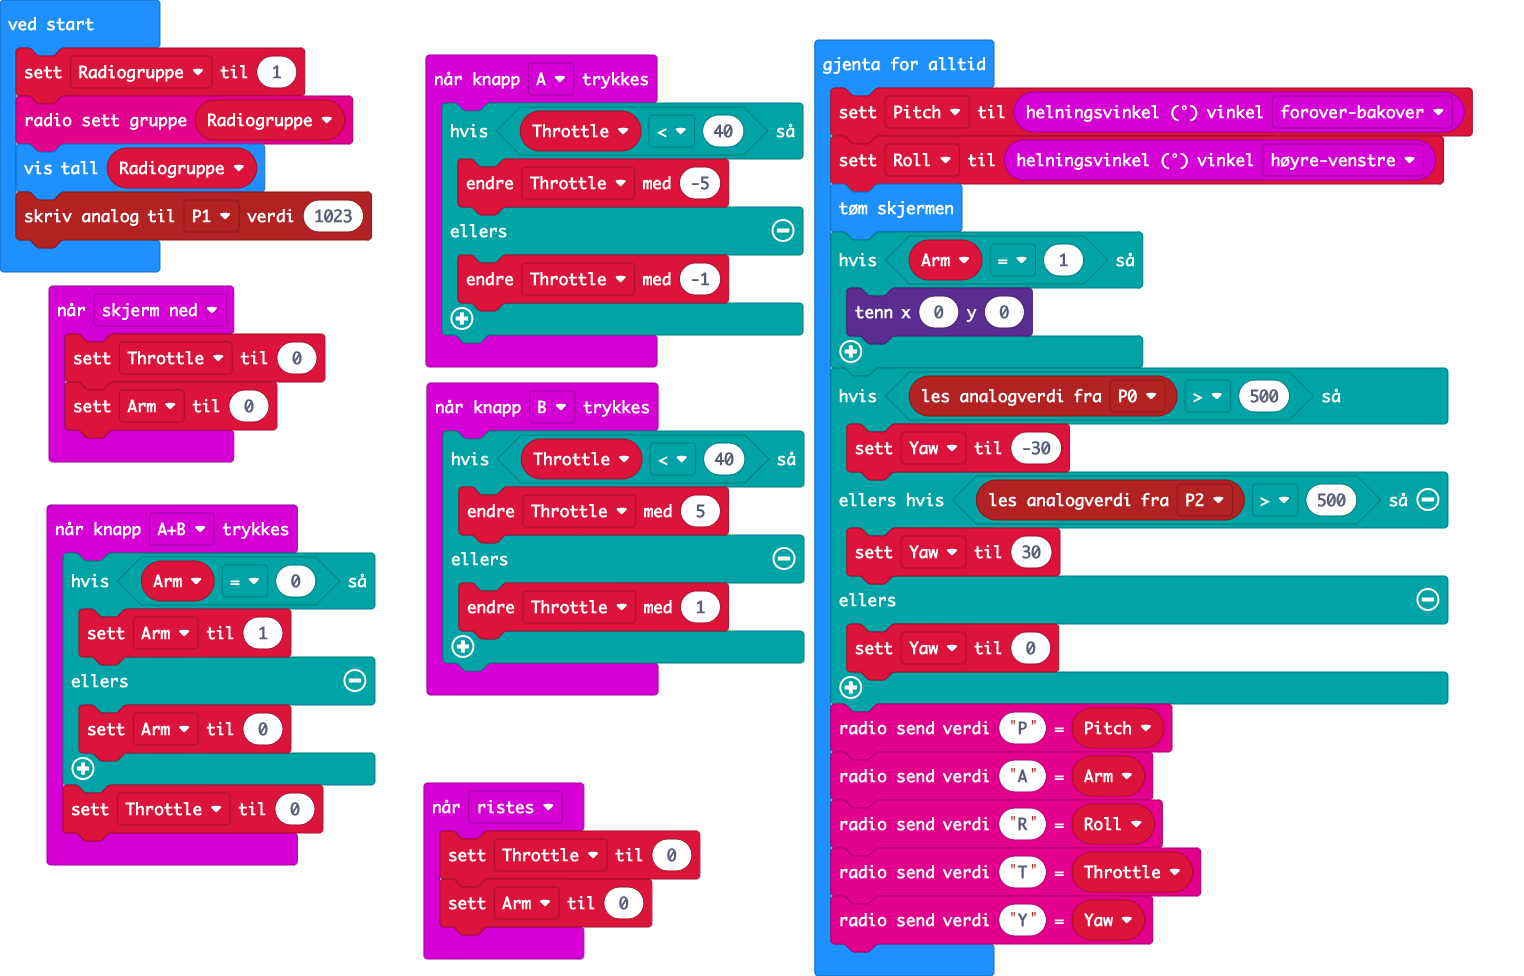 ved start
sett Radiogruppe til 1
radio sett gruppe Radiogruppe
vis tall Radiogruppe
skriv analog til P1 verdi 1023
når skjerm ned
sett Throttle til 0
sett Arm til 0
når knapp A+B trykkes
hvis Arm = 0 så
sett Arm til 1
ellers
sett Arm til 0
sett Throttle til 0
når knapp A trykkes
hvis Throttle < 40 så
endre Throttle med -5
ellers
endre Throttle med -1
når knapp B trykkes
hvis Throttle < 40 så
endre Throttle med 5
ellers
endre Throttle med 1
når ristes
sett Throttle til 0
sett Arm til 0
gjenta for alltid
sett Pitch til helningsvinkel (°) vinkel forover-bakover
sett Roll til helningsvinkel (°) vinkel høyre-venstre
tøm skjermen
hvis Arm = 1 så
tenn x 0 y 0
hvis les analogverdi fra P0 > 500 så
sett Yaw til -30
ellers hvis les analogverdi fra P2 > 500 så
sett Yaw til 30
ellers
sett Yaw til 0
radio send verdi "P" = Pitch
radio send verdi "A" = Arm
radio send verdi "R" = Roll
radio send verdi "T" = Throttle
radio send verdi "Y" = Yaw